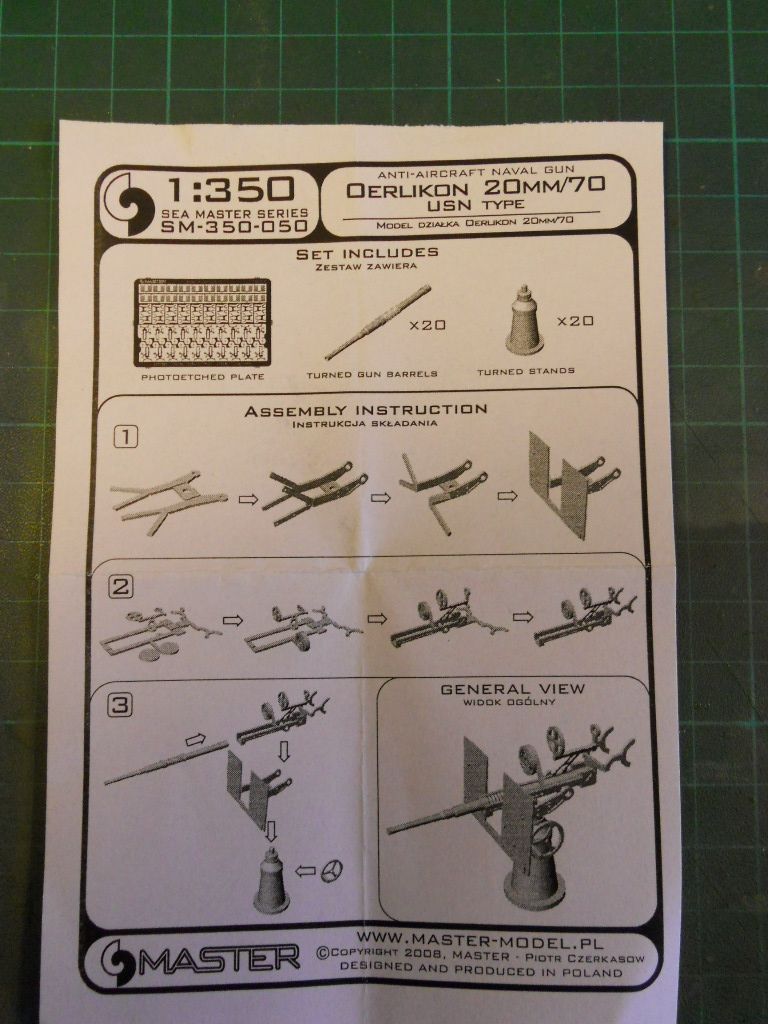 1:350
SEA MASTER SERIES
SM-350-050
ANTI-AIRCRAFT NAVAL GUN
OERLIKON 20MM/70
USN TYPE
MODEL DZIAŁKA OERLIKON 20MM/70
SET INCLUDES
ZESTAW ZAWIERA
MASTER
x20
x20
PHOTOETCHED PLATE
TURNED GUN BARRELS
TURNED STANDS
ASSEMBLY INSTRUCTION
INSTRUKCJA SKŁADANIA
1
2
3
GENERAL VIEW
WIDOK OGÓLNY
MASTER
WWW.MASTER-MODEL.PL
©COPYRIGHT 2008, MASTER - PIOTR CZERKASOW
DESIGNED AND PRODUCED IN POLAND